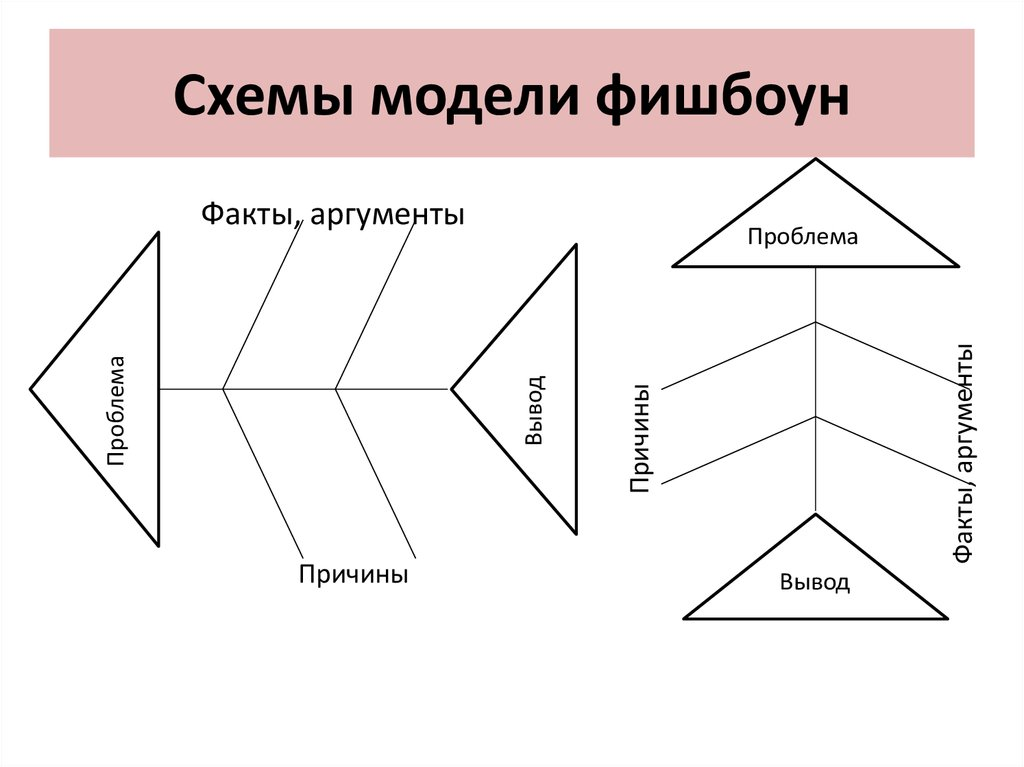 Схемы модели фишбоун
Факты, аргументы
Проблема
Вывод
Причины
Проблема
Причины
Факты, аргументы
Вывод